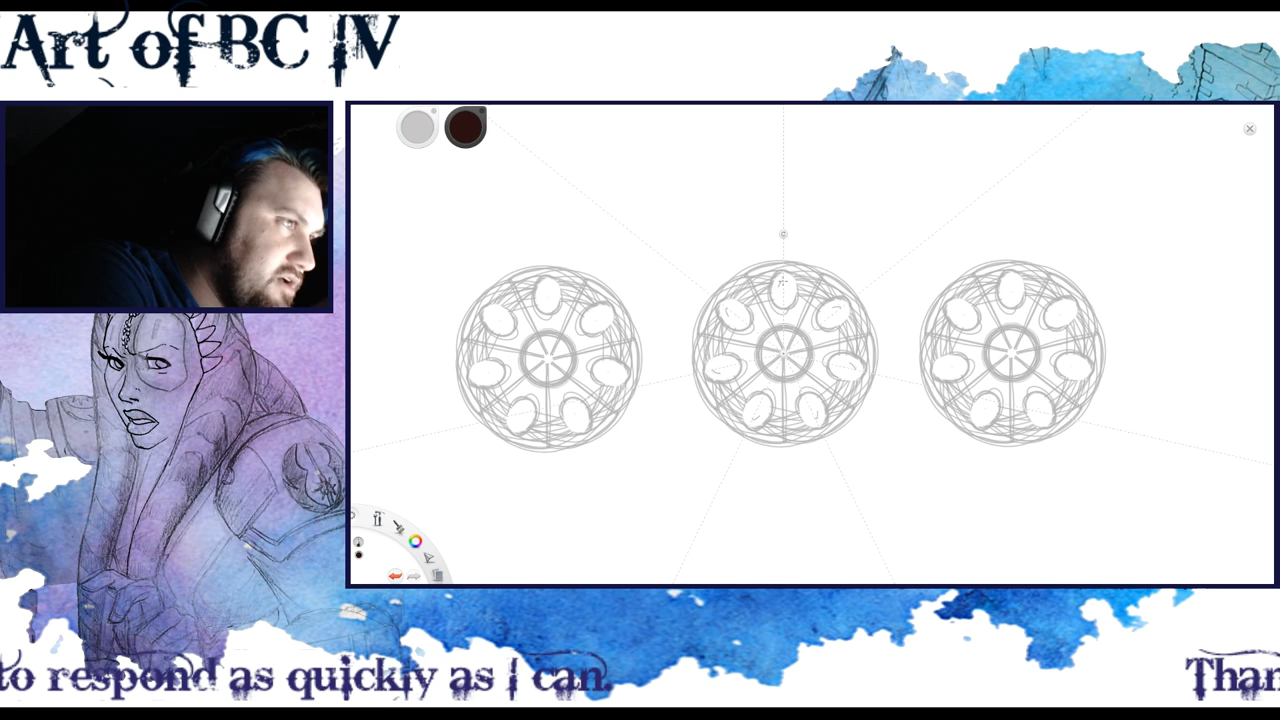 Art of BC IV
to respond as quickly as I can.
Than